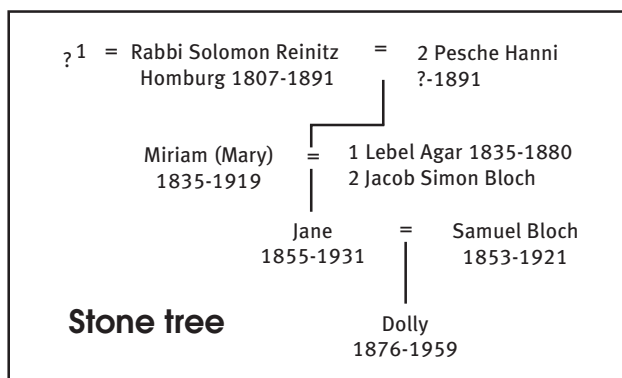 ?1 = Rabbi Solomon Reinitz = 2 Pesche Hanni
Homburg 1807-1891 ?-1891
Miriam (Mary) = 1 Lebel Agar 1835-1880
1835-1919 2 Jacob Simon Bloch
Jane = Samuel Bloch
1855-1931 1853-1921
Stone tree
Dolly
1876-1959